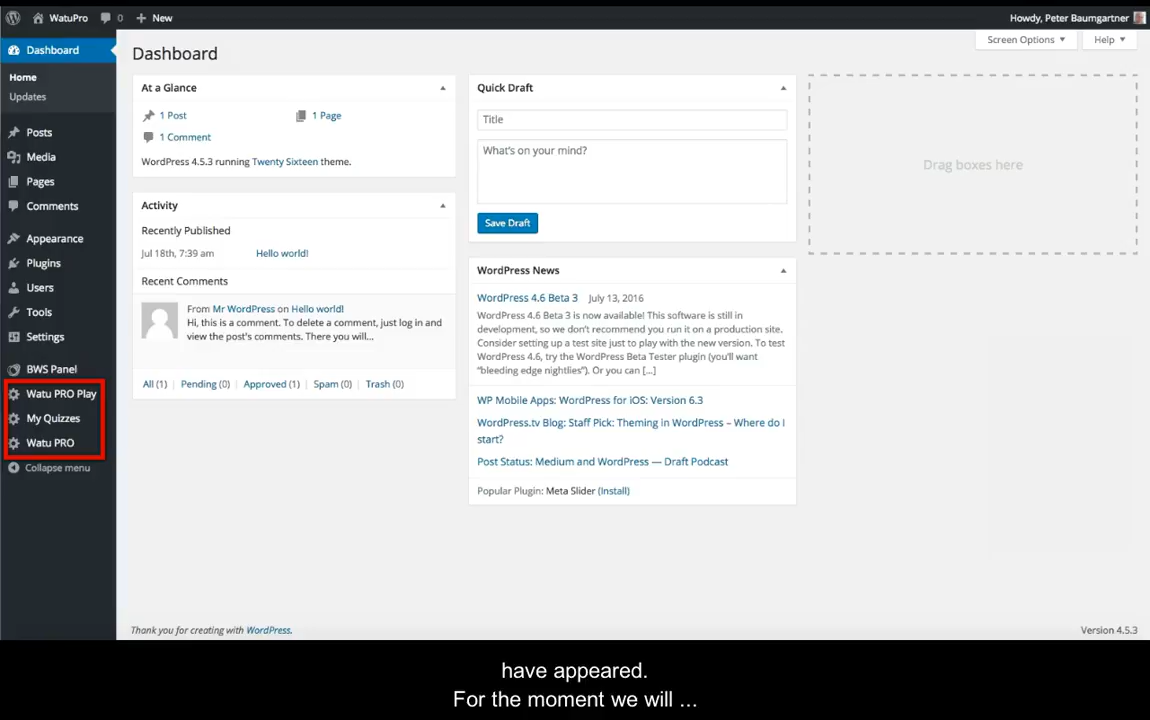 WatuPro 0 New
Howdy, Peter Baumgartner
Dashboard
Home
Updates
Posts
Media
Pages
Comments
Appearance
Plugins
Users
Tools
Settings
BWS Panel
Watu PRO Play
My Quizzes
Watu PRO
Collapse menu
Screen Options Help
Dashboard
At a Glance
1 Post 1 Page
1 Comment
WordPress 4.5.3 running Twenty Sixteen theme.
Activity
Recently Published
Jul 18th, 7:39 am Hello world!
Recent Comments
From Mr WordPress on Hello world!
Hi, this is a comment. To delete a comment, just log in and
view the post's comments. There you will...
All (1) | Pending (0) | Approved (1) | Spam (0) | Trash (0)
Quick Draft
Title
What's on your mind?
Save Draft
WordPress News
WordPress 4.6 Beta 3 July 13, 2016
WordPress 4.6 Beta 3 is now available! This software is still in
development, so we don't recommend you run it on a production site.
Consider setting up a test site just to play with the new version. To test
WordPress 4.6, try the WordPress Beta Tester plugin (you'll want
"bleeding edge nightlies"). Or you can [...]
WP Mobile Apps: WordPress for iOS: Version 6.3
WordPress.tv Blog: Staff Pick: Theming in WordPress – Where do I
start?
Post Status: Medium and WordPress — Draft Podcast
Popular Plugin: Meta Slider (Install)
Drag boxes here
Thank you for creating with WordPress.
Version 4.5.3
have appeared.
For the moment we will ...